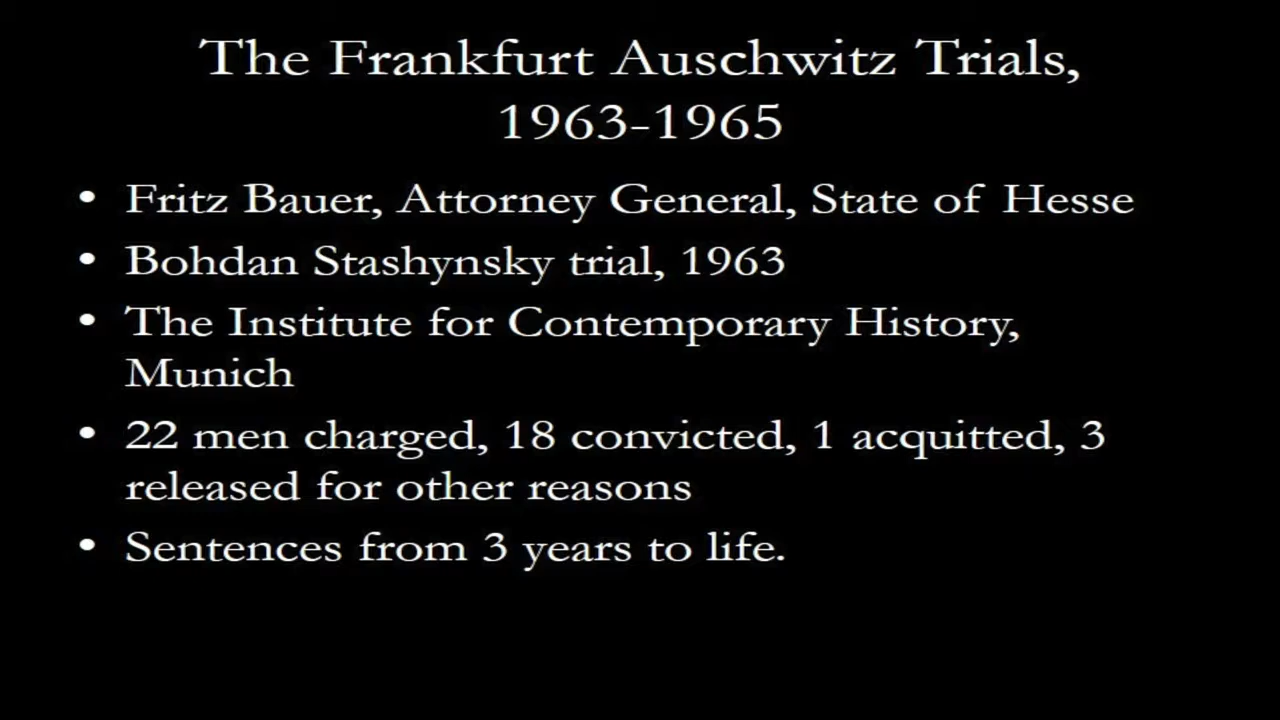 The Frankfurt Auschwitz Trials,
1963-1965
• Fritz Bauer, Attorney General, State of Hesse
• Bohdan Stashynsky trial, 1963
• The Institute for Contemporary History,
Munich
• 22 men charged, 18 convicted, 1 acquitted, 3
released for other reasons
• Sentences from 3 years to life.